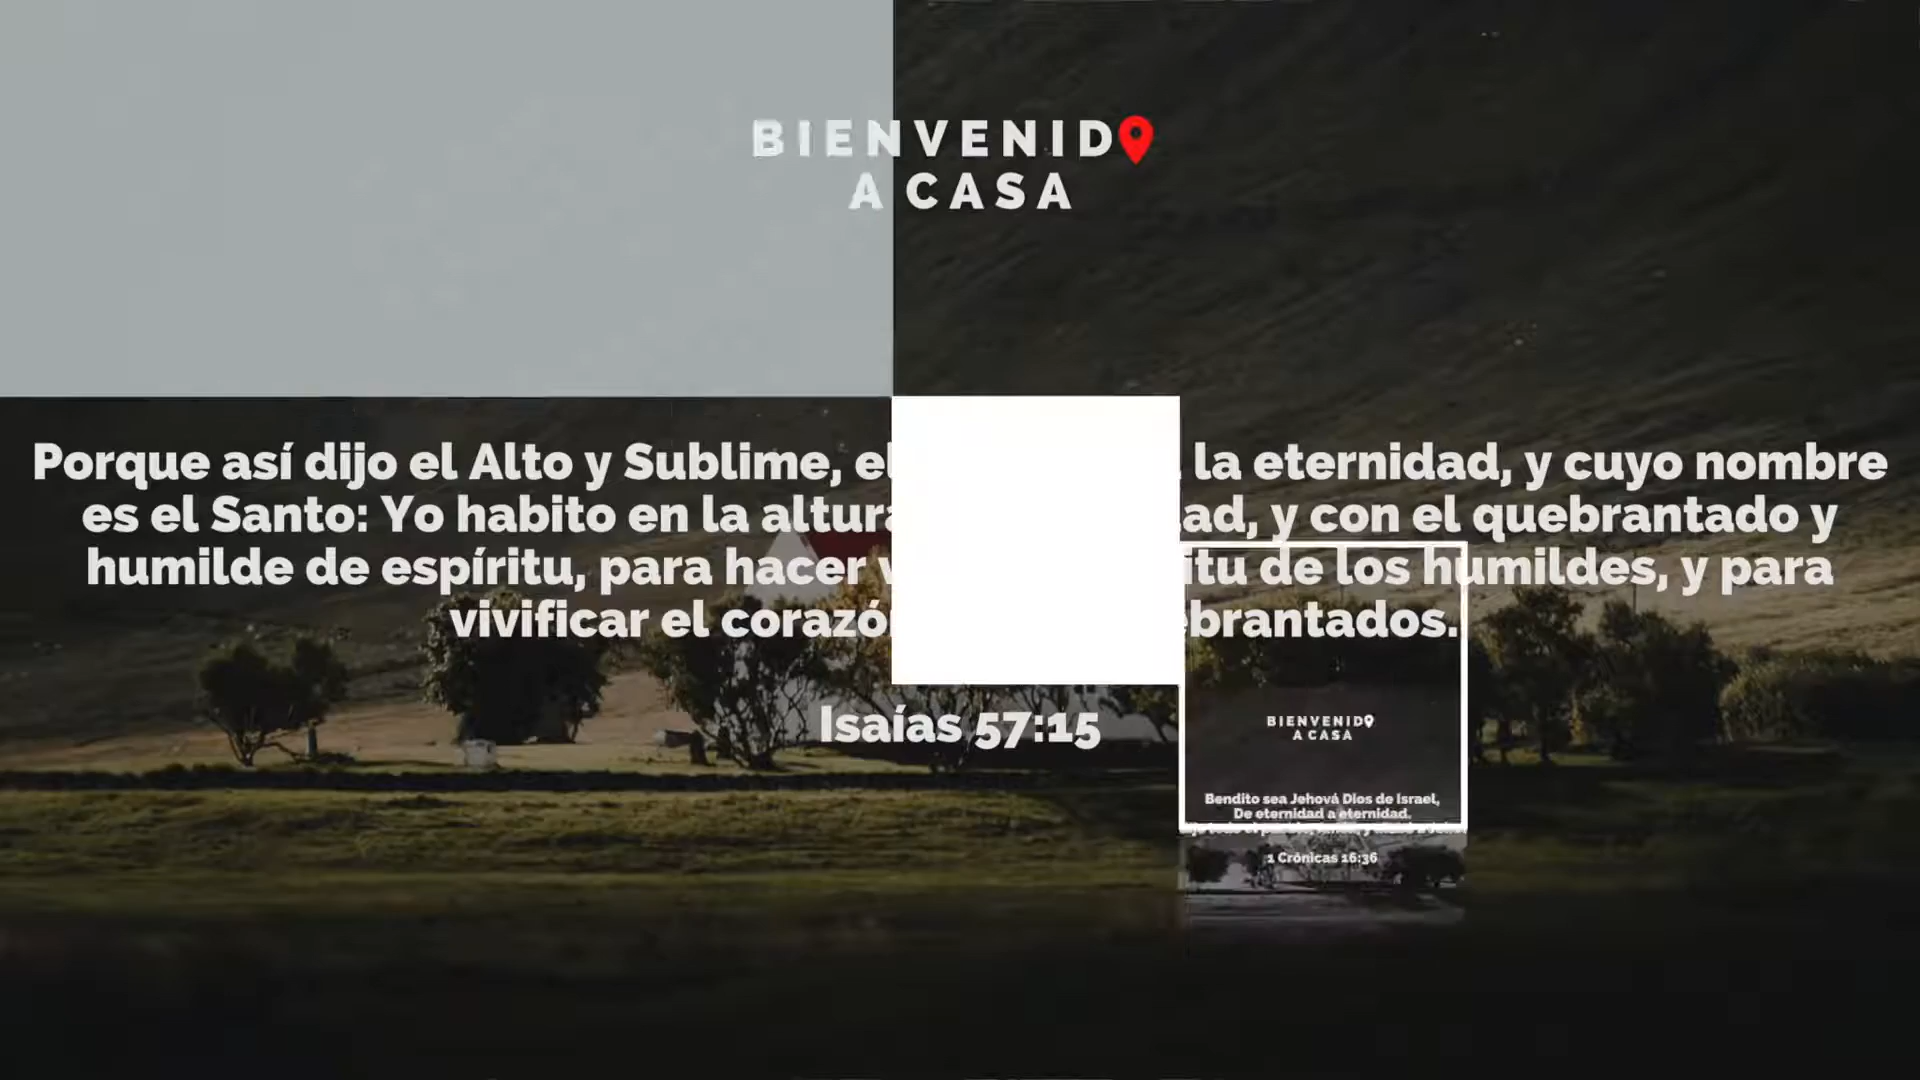 BIENVENID
A CASA
Porque así dijo el Alto y Sublime, el la eternidad, y cuyo nombre
es el Santo: Yo habito en la altura ad, y con el quebrantado y
humilde de espíritu, para hacer v itu de los humildes, y para
vivificar el corazó ebrantados.
Isaías 57:15
BIENVENIDO
A CASA
Bendito sea Jehová Dios de Israel,
De eternidad a eternidad.
1 Crónicas 16:36